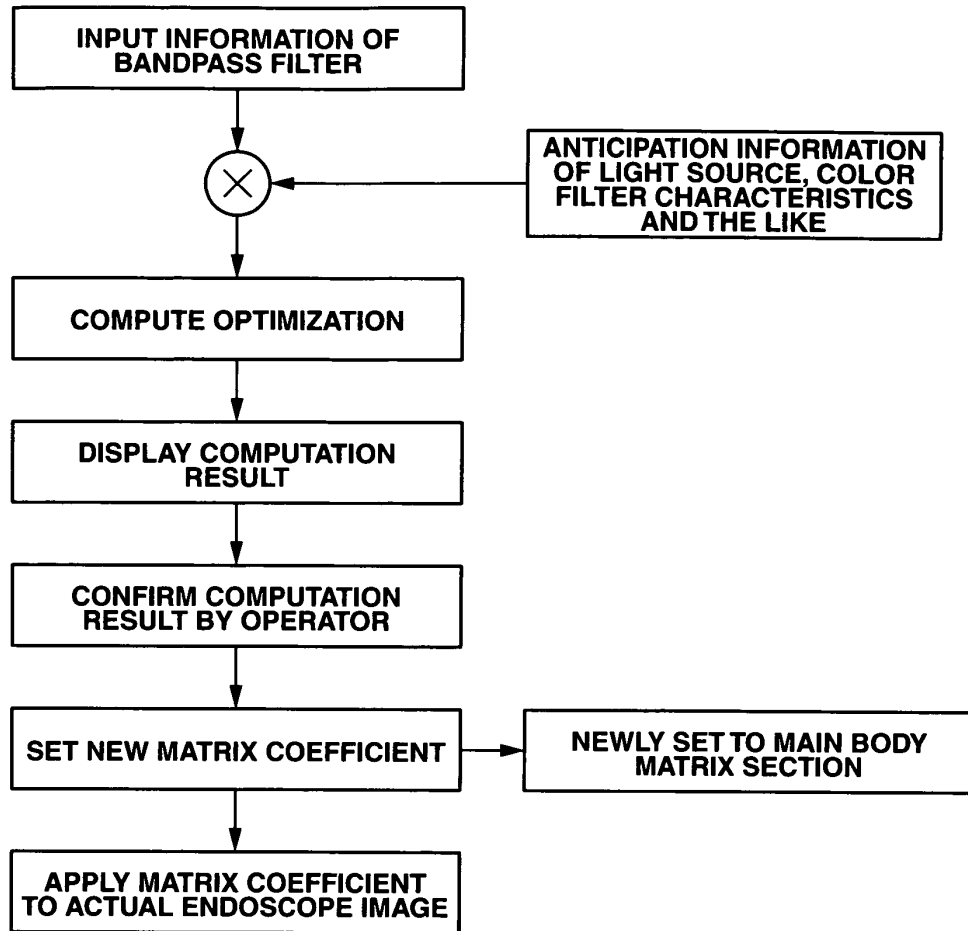 INPUT INFORMATION OF
BANDPASS FILTER
ANTICIPATION INFORMATION
OF LIGHT SOURCE, COLOR
FILTER CHARACTERISTICS
AND THE LIKE
COMPUTE OPTIMIZATION
DISPLAY COMPUTATION
RESULT
CONFIRM COMPUTATION
RESULT BY OPERATOR
SET NEW MATRIX COEFFICIENT
NEWLY SET TO MAIN BODY
MATRIX SECTION
APPLY MATRIX COEFFICIENT
TO ACTUAL ENDOSCOPE IMAGE